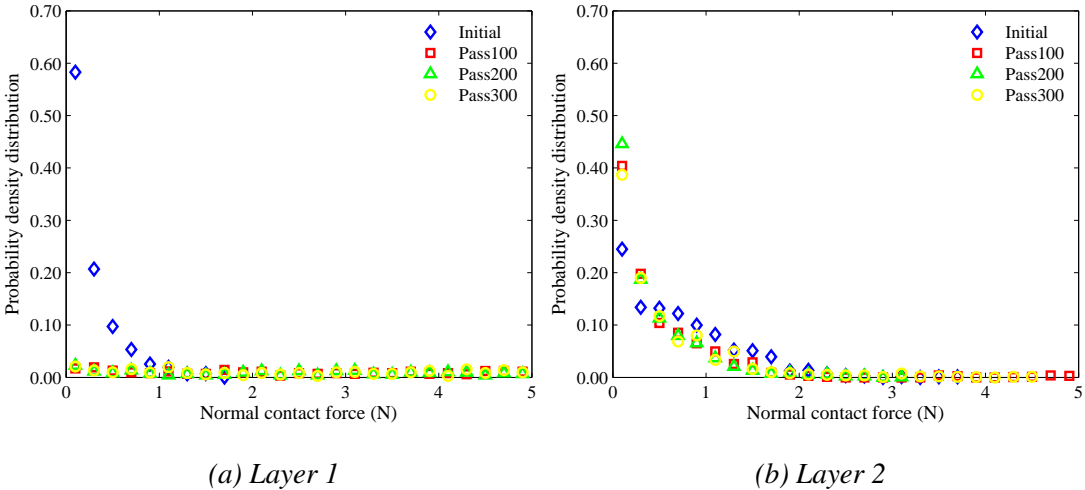 0.70
0.60
0.50
0.40
0.30
0.20
0.10
0.00
Probability density distribution
0 1 2 3 4 5
Normal contact force (N)
Initial
Pass100
Pass200
Pass300
(a) Layer 1
0.70
0.60
0.50
0.40
0.30
0.20
0.10
0.00
Probability density distribution
0 1 2 3 4 5
Normal contact force (N)
Initial
Pass100
Pass200
Pass300
(b) Layer 2